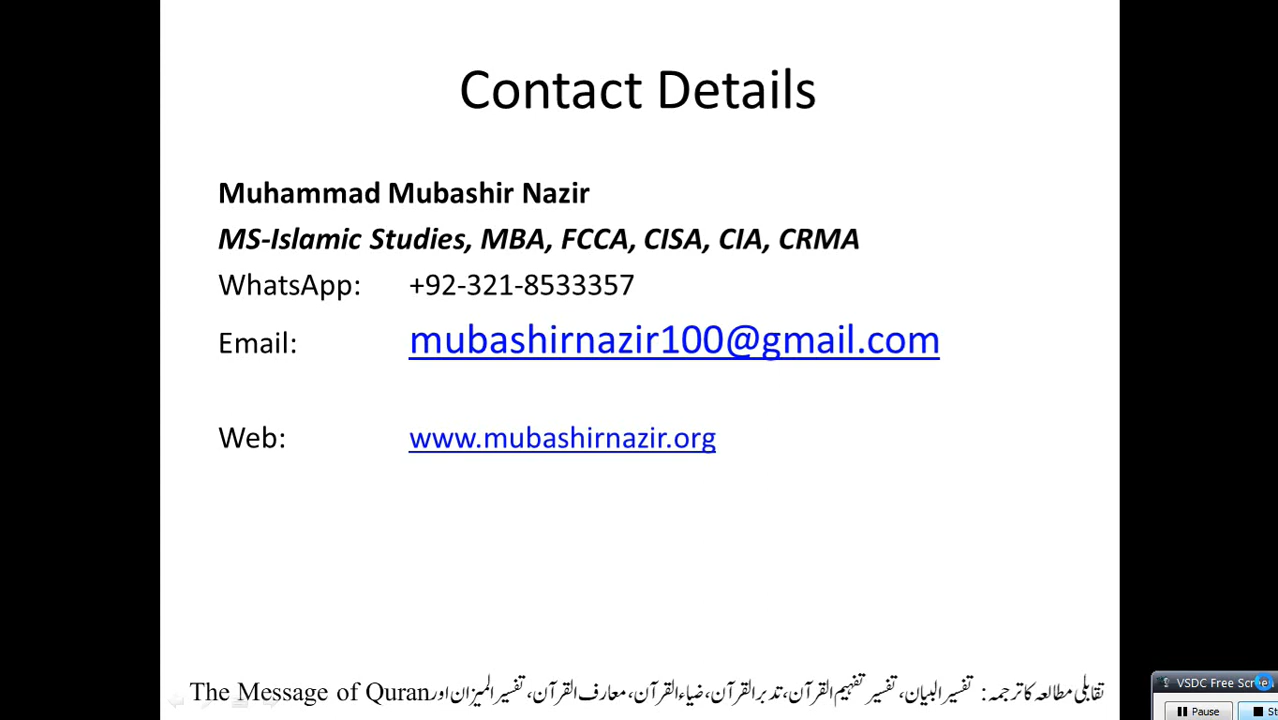 Contact Details
Muhammad Mubashir Nazir
MS-Islamic Studies, MBA, FCCA, CISA, CIA, CRMA
WhatsApp: +92-321-8533357
Email: mubashirnazir100@gmail.com
Web: www.mubashirnazir.org
تقابلی مطالعہ کا ترجمہ: تفسیر البیان، تفسیر تفہیم القرآن، تدبر القرآن، ضیاء القرآن، معارف القرآن، تفسیر المیزان اور The Message of Quran
VSDC Free Scree
Pause
St